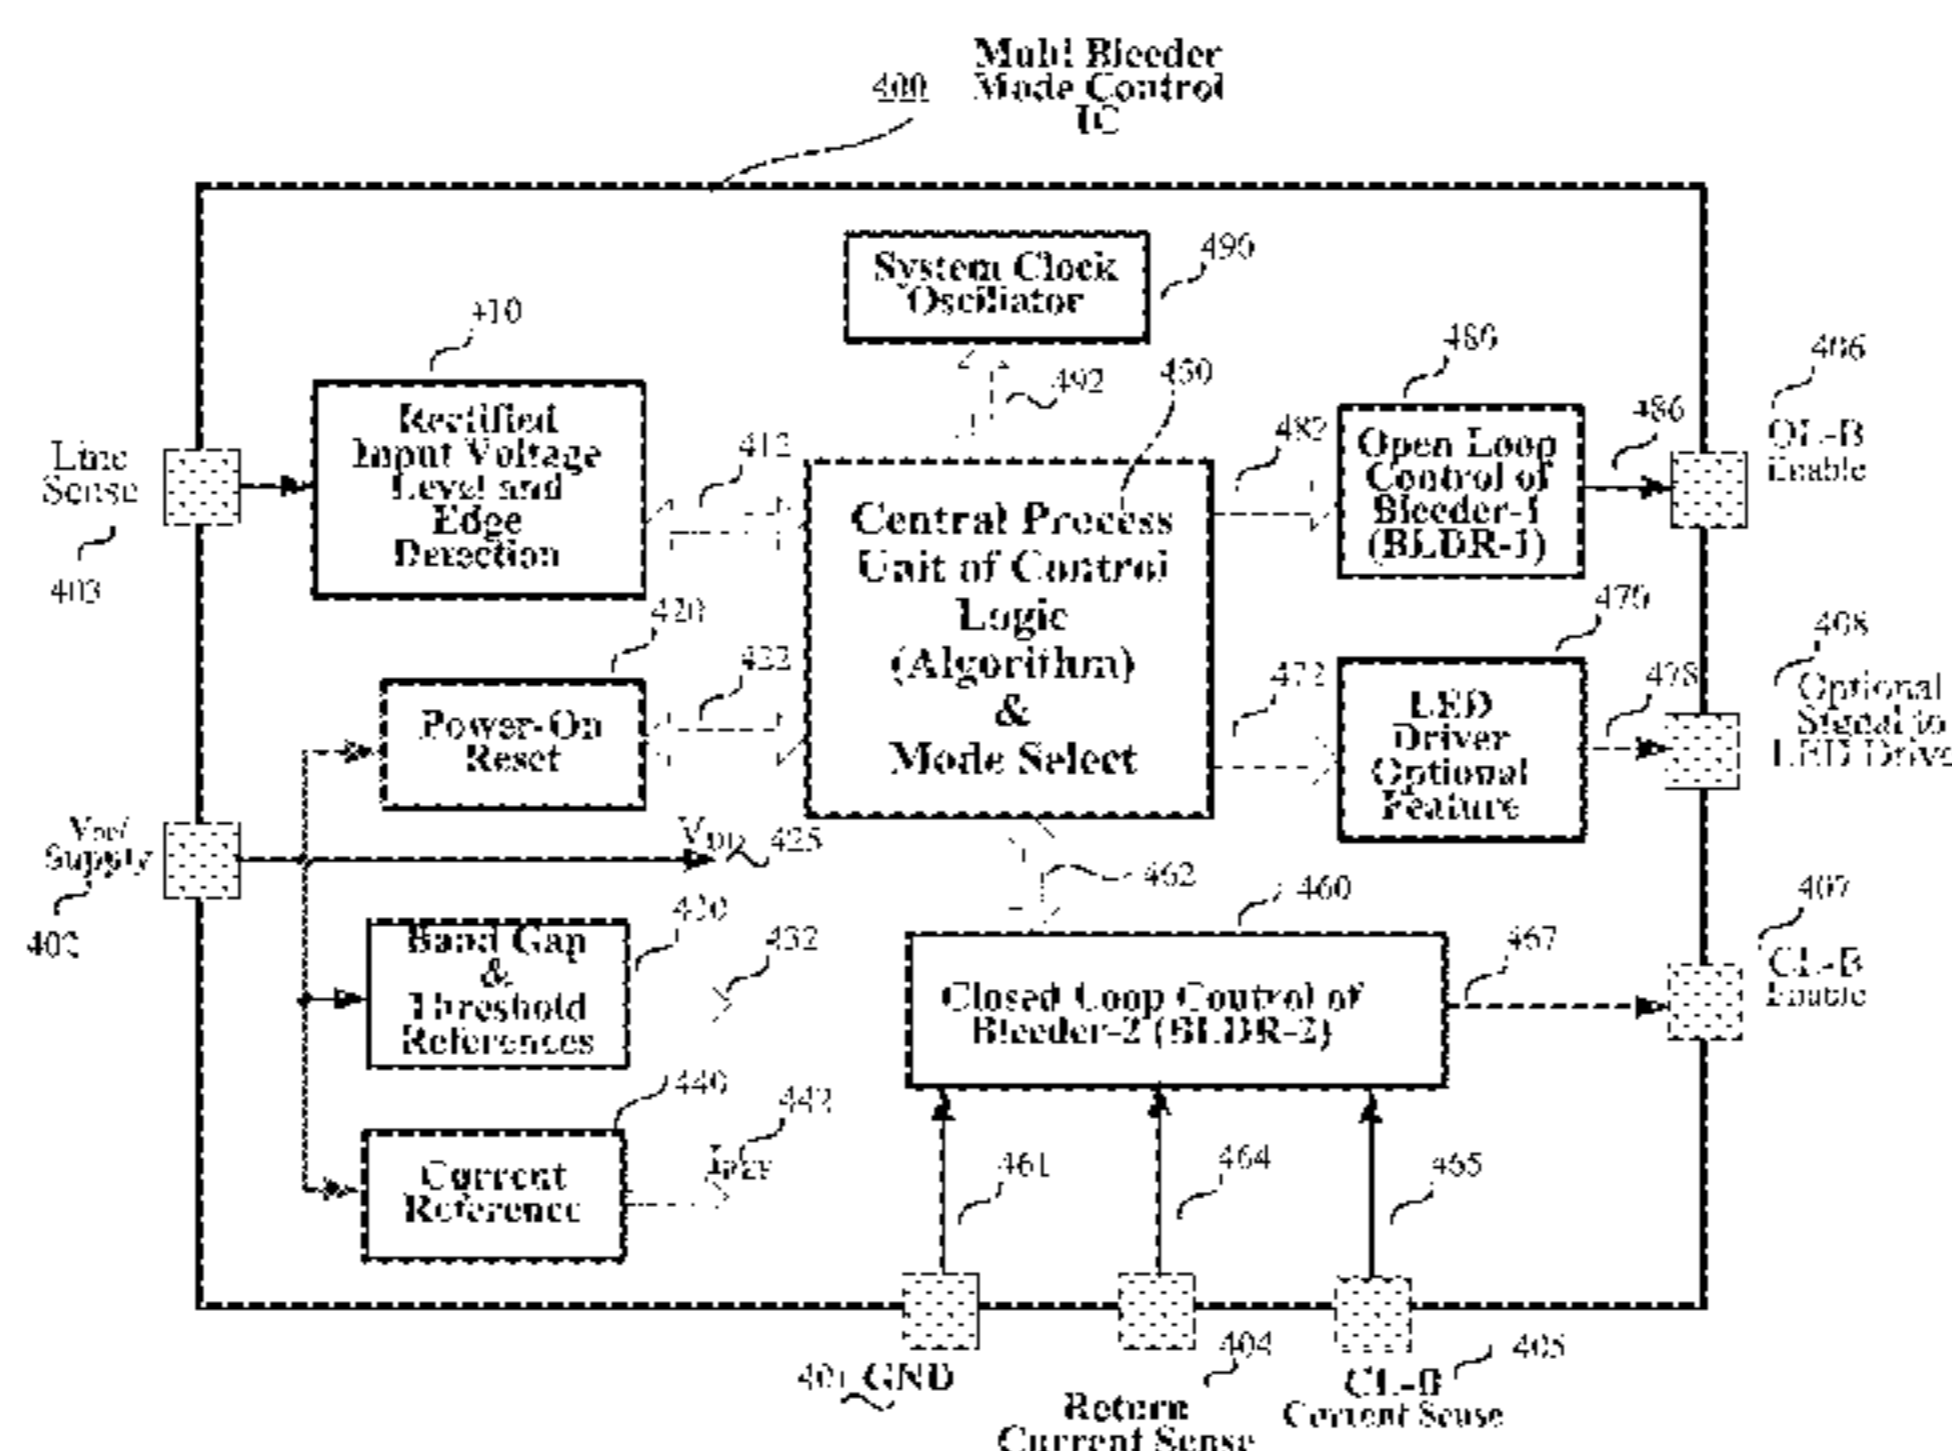 Multi Bleeder
Mode Control
IC
400
System Clock
Oscillator
490
410
Rectified
Input Voltage
Level and
Edge
Detection
Line
Sense
403
412
492
450
Central Process
Unit of Control
Logic
(Algorithm)
&
Mode Select
482
480
Open Loop
Control of
Bleeder-1
(BLDR-1)
486
406
OL-B
Enable
420
Power-On
Reset
422
472
470
LED
Driver
Optional
Feature
478
408
Optional
Signal to
LED Drive
Supply
402
VDD
425
430
Band Gap
&
Threshold
References
432
462
460
Closed Loop Control of
Bleeder-2 (BLDR-2)
467
407
CL-B
Enable
440
Current
Reference
IREF
442
461
464
465
401 GND
404
Return
Current Sense
405
CL-B
Current Sense